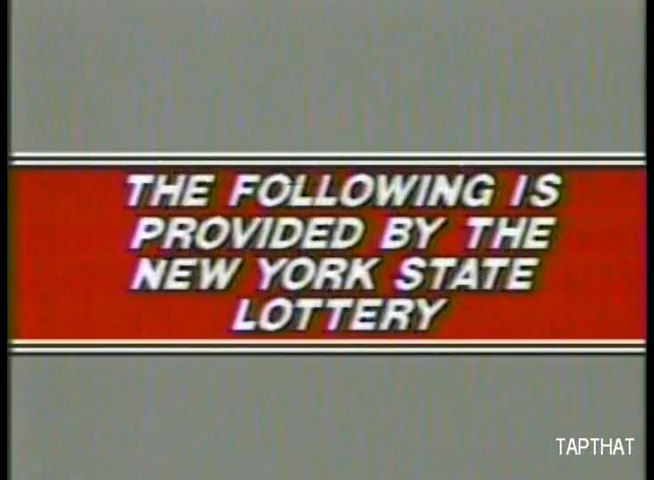 THE FOLLOWING IS
PROVIDED BY THE
NEW YORK STATE
LOTTERY
TAPTHAT